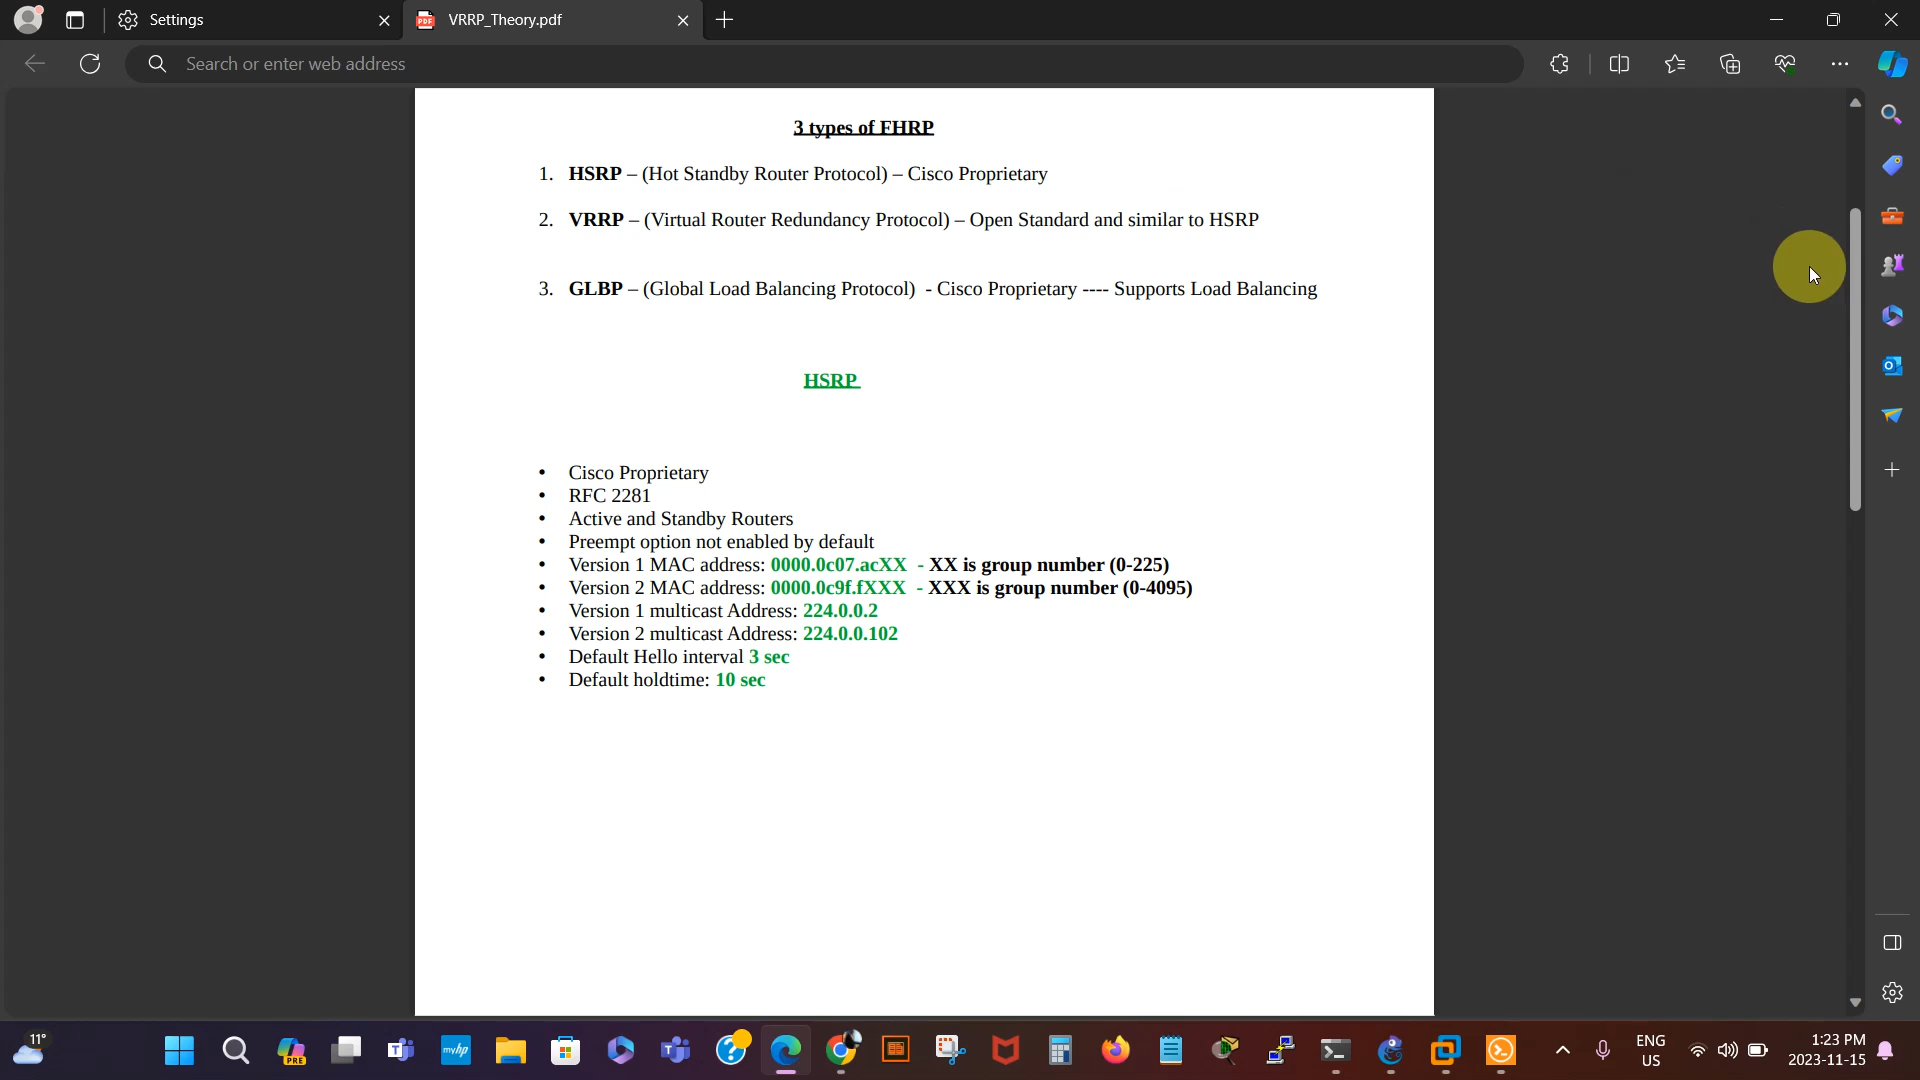 Settings
VRRP_Theory.pdf
Search or enter web address
3 types of FHRP
1. HSRP – (Hot Standby Router Protocol) – Cisco Proprietary
2. VRRP – (Virtual Router Redundancy Protocol) – Open Standard and similar to HSRP
3. GLBP – (Global Load Balancing Protocol) - Cisco Proprietary ---- Supports Load Balancing
HSRP
• Cisco Proprietary
• RFC 2281
• Active and Standby Routers
• Preempt option not enabled by default
• Version 1 MAC address: 0000.0c07.acXX - XX is group number (0-225)
• Version 2 MAC address: 0000.0c9f.fXXX - XXX is group number (0-4095)
• Version 1 multicast Address: 224.0.0.2
• Version 2 multicast Address: 224.0.0.102
• Default Hello interval 3 sec
• Default holdtime: 10 sec
11°
PRE
myhp
ENG
US
1:23 PM
2023-11-15